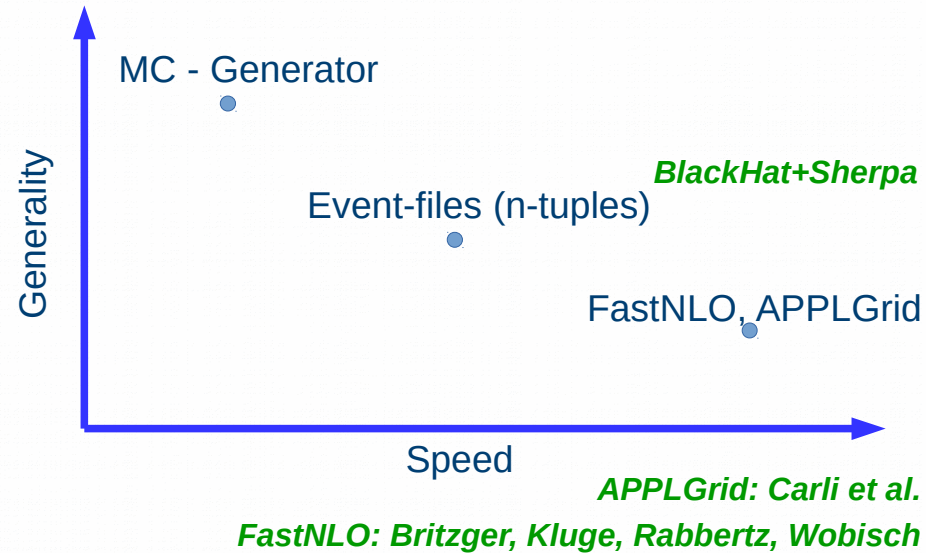 MC - Generator
BlackHat+Sherpa
Event-files (n-tuples)
Generality
FastNLO, APPLGrid
Speed
APPLGrid: Carli et al.
FastNLO: Britzger, Kluge, Rabbertz, Wobisch